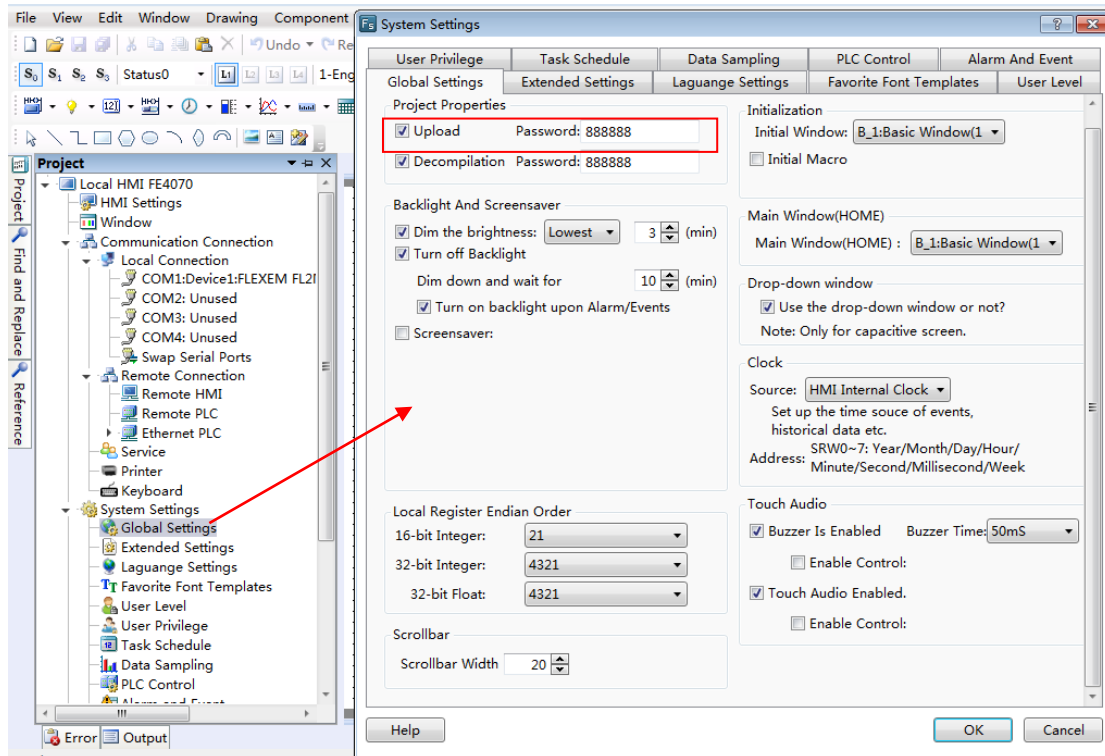 File View Edit Window Drawing Component
Fs System Settings
Undo
S0 S1 S2 S3 Status0 L1 L2 L3 L4 1-Eng
Project
Project
Find and Replace
Reference
Local HMI FE4070
HMI Settings
Window
Communication Connection
Local Connection
COM1:Device1:FLEXEM
COM2: Unused
COM3: Unused
COM4: Unused
Swap Serial Ports
Remote Connection
Remote HMI
Remote PLC
Ethernet PLC
Service
Printer
Keyboard
System Settings
Global Settings
Extended Settings
Laguange Settings
Favorite Font Templates
User Level
User Privilege
Task Schedule
Data Sampling
PLC Control
Alarm and Event
Error Output
User Privilege Task Schedule Data Sampling PLC Control Alarm And Event
Global Settings Extended Settings Laguange Settings Favorite Font Templates User Level
Project Properties
Upload Password: 888888
Decompilation Password: 888888
Backlight And Screensaver
Dim the brightness: Lowest 3 (min)
Turn off Backlight
Dim down and wait for 10 (min)
Turn on backlight upon Alarm/Events
Screensaver:
Local Register Endian Order
16-bit Integer: 21
32-bit Integer: 4321
32-bit Float: 4321
Scrollbar
Scrollbar Width 20
Initialization
Initial Window: B_1:Basic Window(1
Initial Macro
Main Window(HOME)
Main Window(HOME) : B_1:Basic Window(1
Drop-down window
Use the drop-down window or not?
Note: Only for capacitive screen.
Clock
Source: HMI Internal Clock
Set up the time souce of events,
historical data etc.
Address: SRW0~7: Year/Month/Day/Hour/
Minute/Second/Millisecond/Week
Touch Audio
Buzzer Is Enabled Buzzer Time: 50mS
Enable Control:
Touch Audio Enabled.
Enable Control:
Help OK Cancel